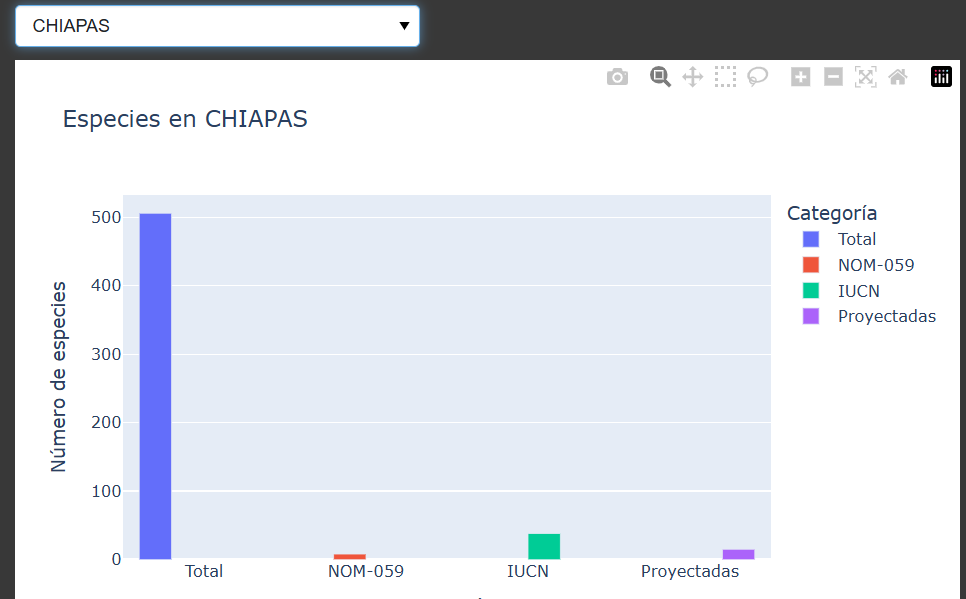 CHIAPAS
Especies en CHIAPAS
Número de especies
500
400
300
200
100
0
Total
NOM-059
IUCN
Proyectadas
Categoría
Total
NOM-059
IUCN
Proyectadas